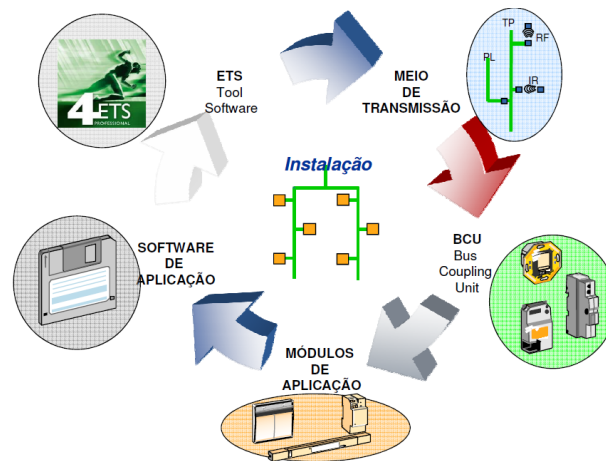 ETS
Tool
Software
4ETS
PROFESSIONAL
MEIO
DE
TRANSMISSÃO
TP
RF
PL
IR
Instalação
BCU
Bus
Coupling
Unit
SOFTWARE
DE
APLICAÇÃO
MÓDULOS
DE
APLICAÇÃO